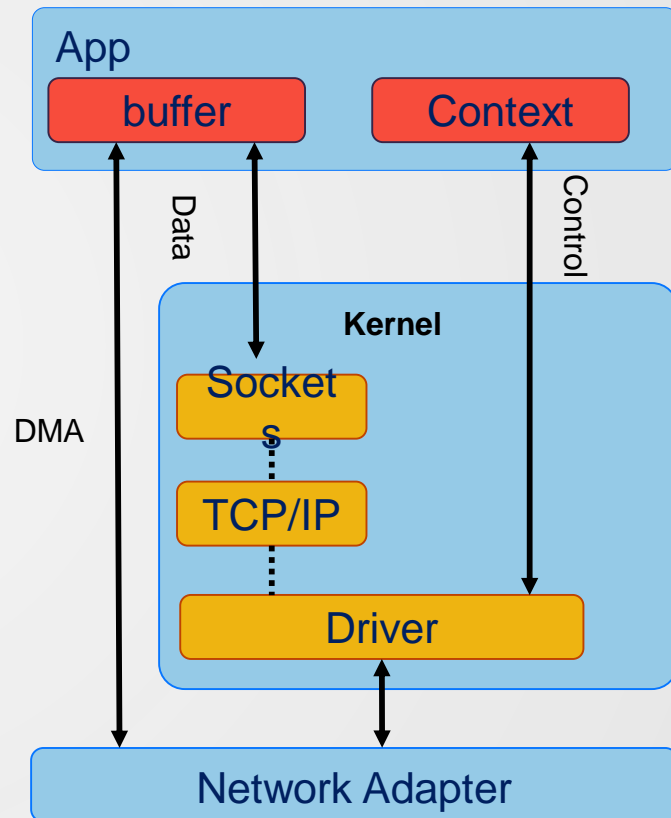 App
buffer
Context
Data
Control
Kernel
Socket
s
DMA
TCP/IP
Driver
Network Adapter